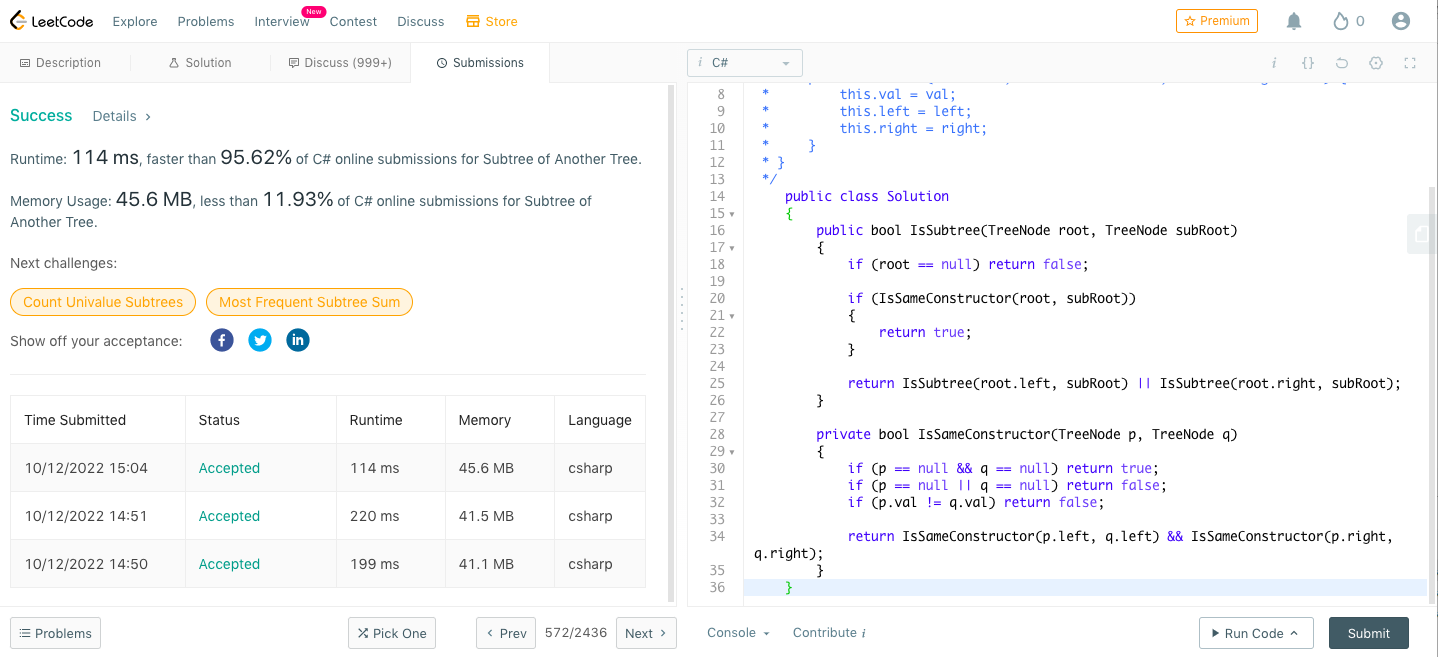 LeetCode Explore Problems Interview New Contest Discuss Store Premium 0
Description Solution Discuss (999+) Submissions
i C# i {}
Success Details >
Runtime: 114 ms, faster than 95.62% of C# online submissions for Subtree of Another Tree.
Memory Usage: 45.6 MB, less than 11.93% of C# online submissions for Subtree of
Another Tree.
Next challenges:
Count Univalue Subtrees Most Frequent Subtree Sum
Show off your acceptance: f in
Time Submitted Status Runtime Memory Language
10/12/2022 15:04 Accepted 114 ms 45.6 MB csharp
10/12/2022 14:51 Accepted 220 ms 41.5 MB csharp
10/12/2022 14:50 Accepted 199 ms 41.1 MB csharp
8 * this.val = val;
9 * this.left = left;
10 * this.right = right;
11 * }
12 * }
13 */
14 public class Solution
15 {
16 public bool IsSubtree(TreeNode root, TreeNode subRoot)
17 {
18 if (root == null) return false;
19
20 if (IsSameConstructor(root, subRoot))
21 {
22 return true;
23 }
24
25 return IsSubtree(root.left, subRoot) || IsSubtree(root.right, subRoot);
26 }
27
28 private bool IsSameConstructor(TreeNode p, TreeNode q)
29 {
30 if (p == null && q == null) return true;
31 if (p == null || q == null) return false;
32 if (p.val != q.val) return false;
33
34 return IsSameConstructor(p.left, q.left) && IsSameConstructor(p.right,
q.right);
35 }
36 }
Problems Pick One < Prev 572/2436 Next > Console Contribute i Run Code Submit